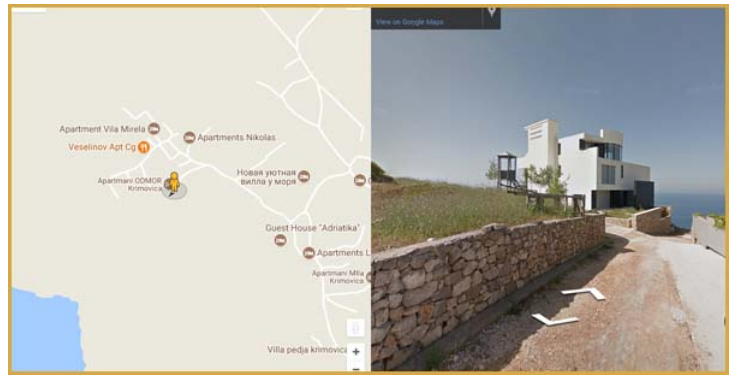 View on Google Maps
Apartment Vila Mirela
Apartments Nikolas
Veselinov Apt Cg
Apartmani ODMOR
Krimovica
Новая уютная
вилла у моря
Guest House "Adriatika"
Apartments L
Apartmani Mlla
Krimovica
Villa pedja krimovica